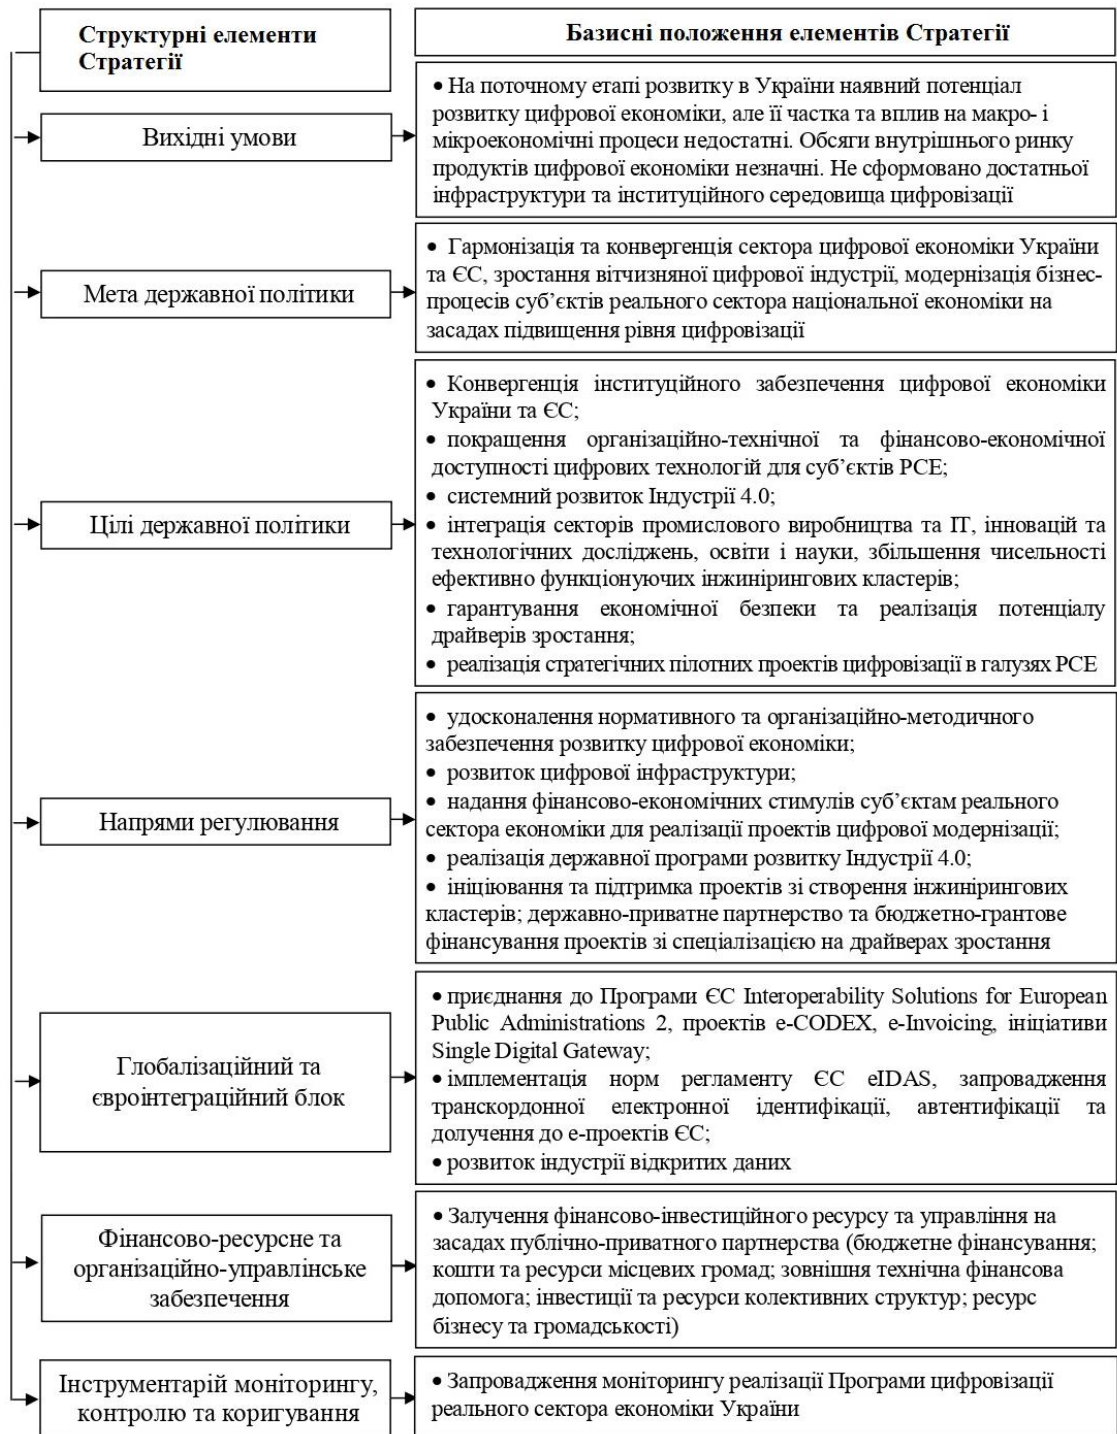 Структурні елементи
Стратегії
Базисні положення елементів Стратегії
Вихідні умови
• На поточному етапі розвитку в Україні наявний потенціал
розвитку цифрової економіки, але її частка та вплив на макро- і
мікроекономічні процеси недостатні. Обсяги внутрішнього ринку
продуктів цифрової економіки незначні. Не сформовано достатньої
інфраструктури та інституційного середовища цифровізації
Мета державної політики
• Гармонізація та конвергенція сектора цифрової економіки України
та ЄС, зростання вітчизняної цифрової індустрії, модернізація бізнес-
процесів суб’єктів реального сектора національної економіки на
засадах підвищення рівня цифровізації
Цілі державної політики
• Конвергенція інституційного забезпечення цифрової економіки
України та ЄС;
• покращення організаційно-технічної та фінансово-економічної
доступності цифрових технологій для суб’єктів РСЕ;
• системний розвиток Індустрії 4.0;
• інтеграція секторів промислового виробництва та ІТ, інновацій та
технологічних досліджень, освіти і науки, збільшення чисельності
ефективно функціонуючих інжинірингових кластерів;
• гарантування економічної безпеки та реалізація потенціалу
драйверів зростання;
• реалізація стратегічних пілотних проектів цифровізації в галузях РСЕ
Напрями регулювання
• удосконалення нормативного та організаційно-методичного
забезпечення розвитку цифрової економіки;
• розвиток цифрової інфраструктури;
• надання фінансово-економічних стимулів суб’єктам реального
сектора економіки для реалізації проектів цифрової модернізації;
• реалізація державної програми розвитку Індустрії 4.0;
• ініціювання та підтримка проектів зі створення інжинірингових
кластерів; державно-приватне партнерство та бюджетно-грантове
фінансування проектів зі спеціалізацією на драйверах зростання
Глобалізаційний та
євроінтеграційний блок
• приєднання до Програми ЄС Interoperability Solutions for European
Public Administrations 2, проектів e-CODEX, e-Invoicing, ініціативи
Single Digital Gateway;
• імплементація норм регламенту ЄС eIDAS, запровадження
транскордонної електронної ідентифікації, автентифікації та
долучення до е-проектів ЄС;
• розвиток індустрії відкритих даних
Фінансово-ресурсне та
організаційно-управлінське
забезпечення
• Залучення фінансово-інвестиційного ресурсу та управління на
засадах публічно-приватного партнерства (бюджетне фінансування;
кошти та ресурси місцевих громад; зовнішня технічна фінансова
допомога; інвестиції та ресурси колективних структур; ресурс
бізнесу та громадськості)
Інструментарій моніторингу,
контролю та коригування
• Запровадження моніторингу реалізації Програми цифровізації
реального сектора економіки України